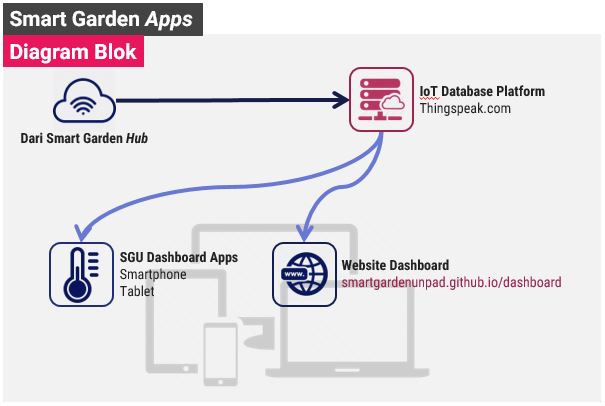 Smart Garden Apps
Diagram Blok
IoT Database Platform
Thingspeak.com
Dari Smart Garden Hub
SGU Dashboard Apps
Smartphone
Tablet
www.
Website Dashboard
smartgardenunpad.github.io/dashboard